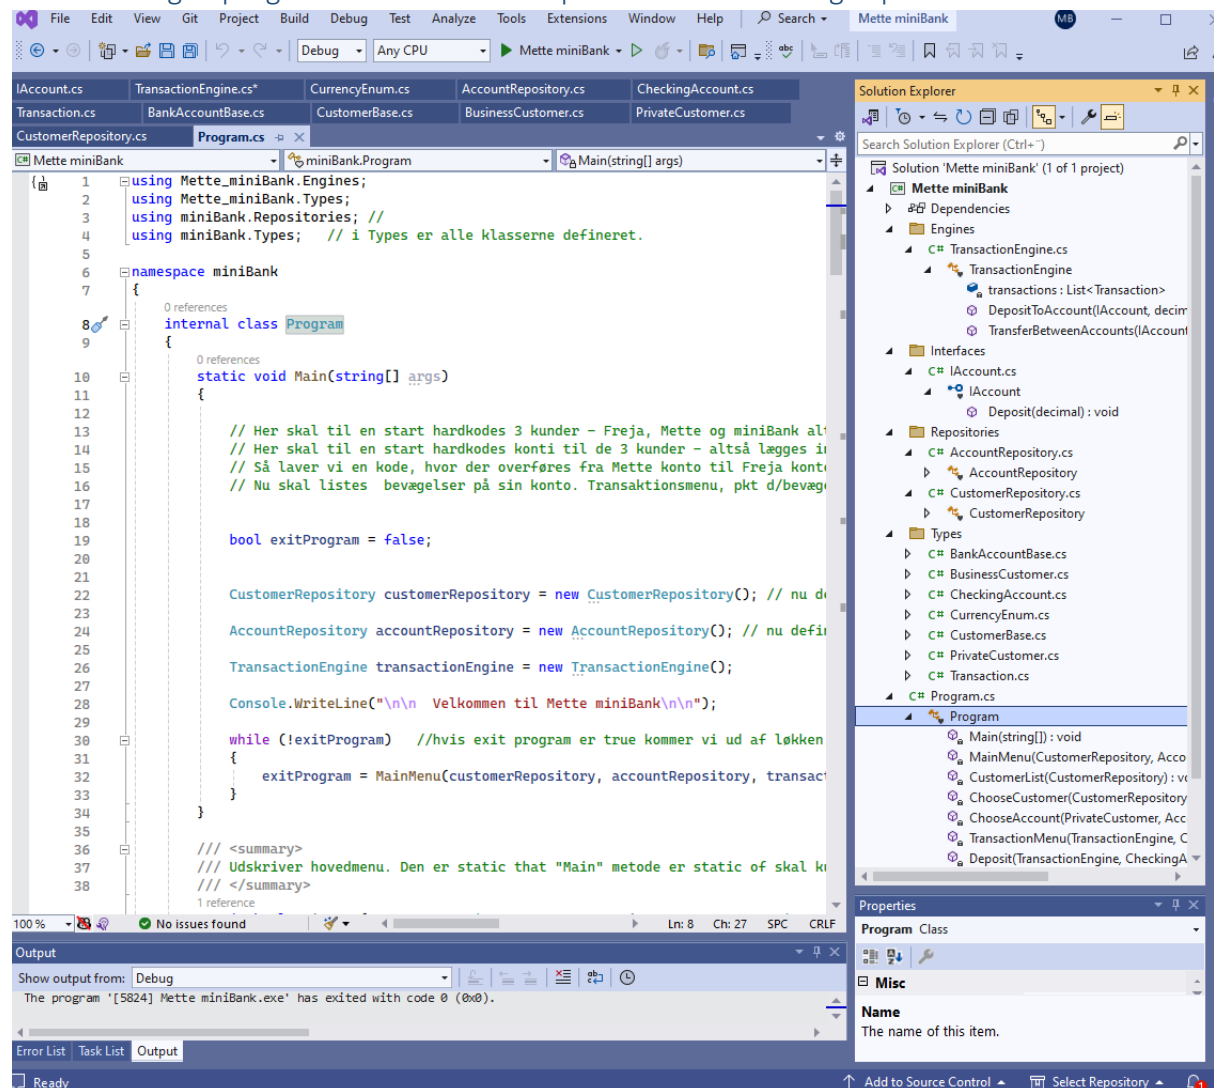 File Edit View Git Project Build Debug Test Analyze Tools Extensions Window Help Search Mette miniBank MB
Debug Any CPU Mette miniBank
IAccount.cs TransactionEngine.cs* CurrencyEnum.cs AccountRepository.cs CheckingAccount.cs
Transaction.cs BankAccountBase.cs CustomerBase.cs BusinessCustomer.cs PrivateCustomer.cs
CustomerRepository.cs Program.cs
Mette miniBank miniBank.Program Main(string[] args)
1 using Mette_miniBank.Engines;
2 using Mette_miniBank.Types;
3 using miniBank.Repositories; //
4 using miniBank.Types; // i Types er alle klasserne defineret.
5
6 namespace miniBank
7 {
0 references
8 internal class Program
9 {
0 references
10 static void Main(string[] args)
11 {
12
13 // Her skal til en start hardkodes 3 kunder – Freja, Mette og miniBank al
14 // Her skal til en start hardkodes konti til de 3 kunder – altså lægges i
15 // Så laver vi en kode, hvor der overføres fra Mette konto til Freja kont
16 // Nu skal listes bevægelser på sin konto. Transaktionsmenu, pkt d/bevæg
17
18
19 bool exitProgram = false;
20
21
22 CustomerRepository customerRepository = new CustomerRepository(); // nu d
23
24 AccountRepository accountRepository = new AccountRepository(); // nu defi
25
26 TransactionEngine transactionEngine = new TransactionEngine();
27
28 Console.WriteLine("\n\n Velkommen til Mette miniBank\n\n");
29
30 while (!exitProgram) //hvis exit program er true kommer vi ud af løkken
31 {
32 exitProgram = MainMenu(customerRepository, accountRepository, transact
33 }
34 }
35
36 /// <summary>
37 /// Udskriver hovedmenu. Den er static that "Main" metode er static of skal k
38 /// </summary>
1 reference
100 % No issues found Ln: 8 Ch: 27 SPC CRLF
Output
Show output from: Debug
The program '[5824] Mette miniBank.exe' has exited with code 0 (0x0).
Error List Task List Output
Ready Add to Source Control Select Repository 1
Solution Explorer
Search Solution Explorer (Ctrl+¨)
Solution 'Mette miniBank' (1 of 1 project)
C# Mette miniBank
Dependencies
Engines
C# TransactionEngine.cs
TransactionEngine
transactions : List<Transaction>
DepositToAccount(IAccount, decim
TransferBetweenAccounts(IAccount
Interfaces
C# IAccount.cs
IAccount
Deposit(decimal) : void
Repositories
C# AccountRepository.cs
AccountRepository
C# CustomerRepository.cs
CustomerRepository
Types
C# BankAccountBase.cs
C# BusinessCustomer.cs
C# CheckingAccount.cs
C# CurrencyEnum.cs
C# CustomerBase.cs
C# PrivateCustomer.cs
C# Transaction.cs
C# Program.cs
Program
Main(string[]) : void
MainMenu(CustomerRepository, Acco
CustomerList(CustomerRepository) : vo
ChooseCustomer(CustomerRepository
ChooseAccount(PrivateCustomer, Acc
TransactionMenu(TransactionEngine, C
Deposit(TransactionEngine, CheckingA
Properties
Program Class
Misc
Name
The name of this item.